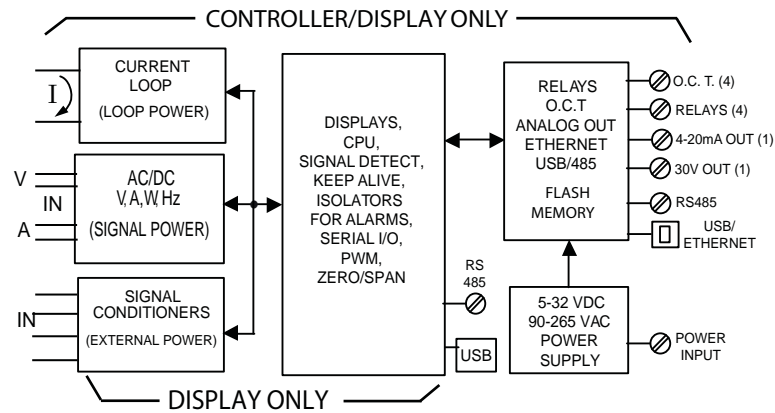 CONTROLLER/DISPLAY ONLY
CURRENT
LOOP
(LOOP POWER)
I
AC/DC
V,A,W,Hz
(SIGNAL POWER)
V
IN
A
SIGNAL
CONDITIONERS
(EXTERNAL POWER)
IN
DISPLAYS,
CPU,
SIGNAL DETECT,
KEEP ALIVE,
ISOLATORS
FOR ALARMS,
SERIAL I/O,
PWM,
ZERO/SPAN
RS
485
USB
RELAYS
O.C.T
ANALOG OUT
ETHERNET
USB/485
FLASH
MEMORY
O.C.T. (4)
RELAYS (4)
4-20mA OUT (1)
30V OUT (1)
RS485
USB/
ETHERNET
5-32 VDC
90-265 VAC
POWER
SUPPLY
POWER
INPUT
DISPLAY ONLY